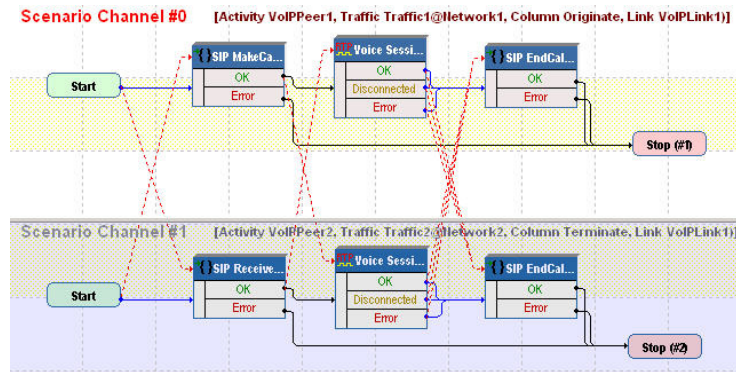 Scenario Channel #0 [Activity VoIPPeer1, Traffic Traffic1@Network1, Column Originate, Link VoIPLink1)]
{}SIP MakeCa...
Voice Sessi...
{}SIP EndCal...
Start
OK
Error
OK
Disconnected
Error
OK
Error
Stop (#1)
Scenario Channel #1 [Activity VoIPPeer2, Traffic Traffic2@Network2, Column Terminate, Link VoIPLink1)]
{}SIP Receive...
Voice Sessi...
{}SIP EndCal...
Start
OK
Error
OK
Disconnected
Error
OK
Error
Stop (#2)